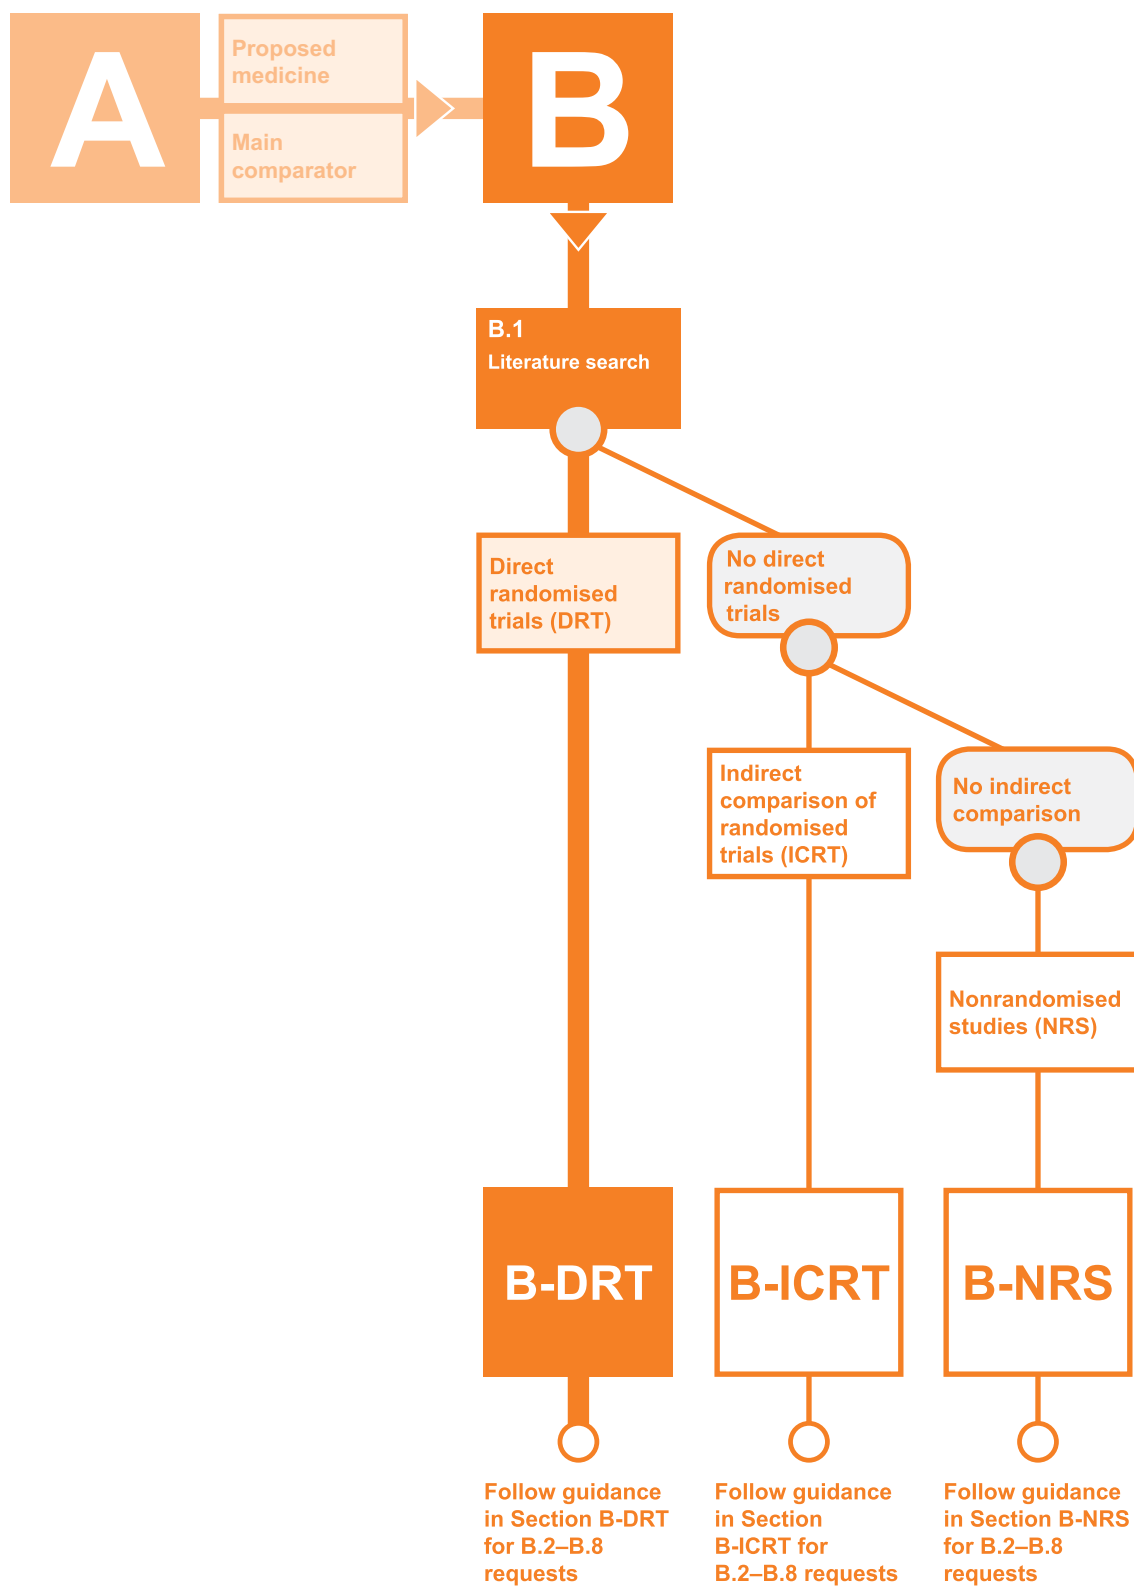 A
Proposed
medicine
Main
comparator
B
B.1
Literature search
Direct
randomised
trials (DRT)
No direct
randomised
trials
Indirect
comparison of
randomised
trials (ICRT)
No indirect
comparison
Nonrandomised
studies (NRS)
B-DRT
B-ICRT
B-NRS
Follow guidance
in Section B-DRT
for B.2–B.8
requests
Follow guidance
in Section
B-ICRT for
B.2–B.8 requests
Follow guidance
in Section B-NRS
for B.2–B.8
requests